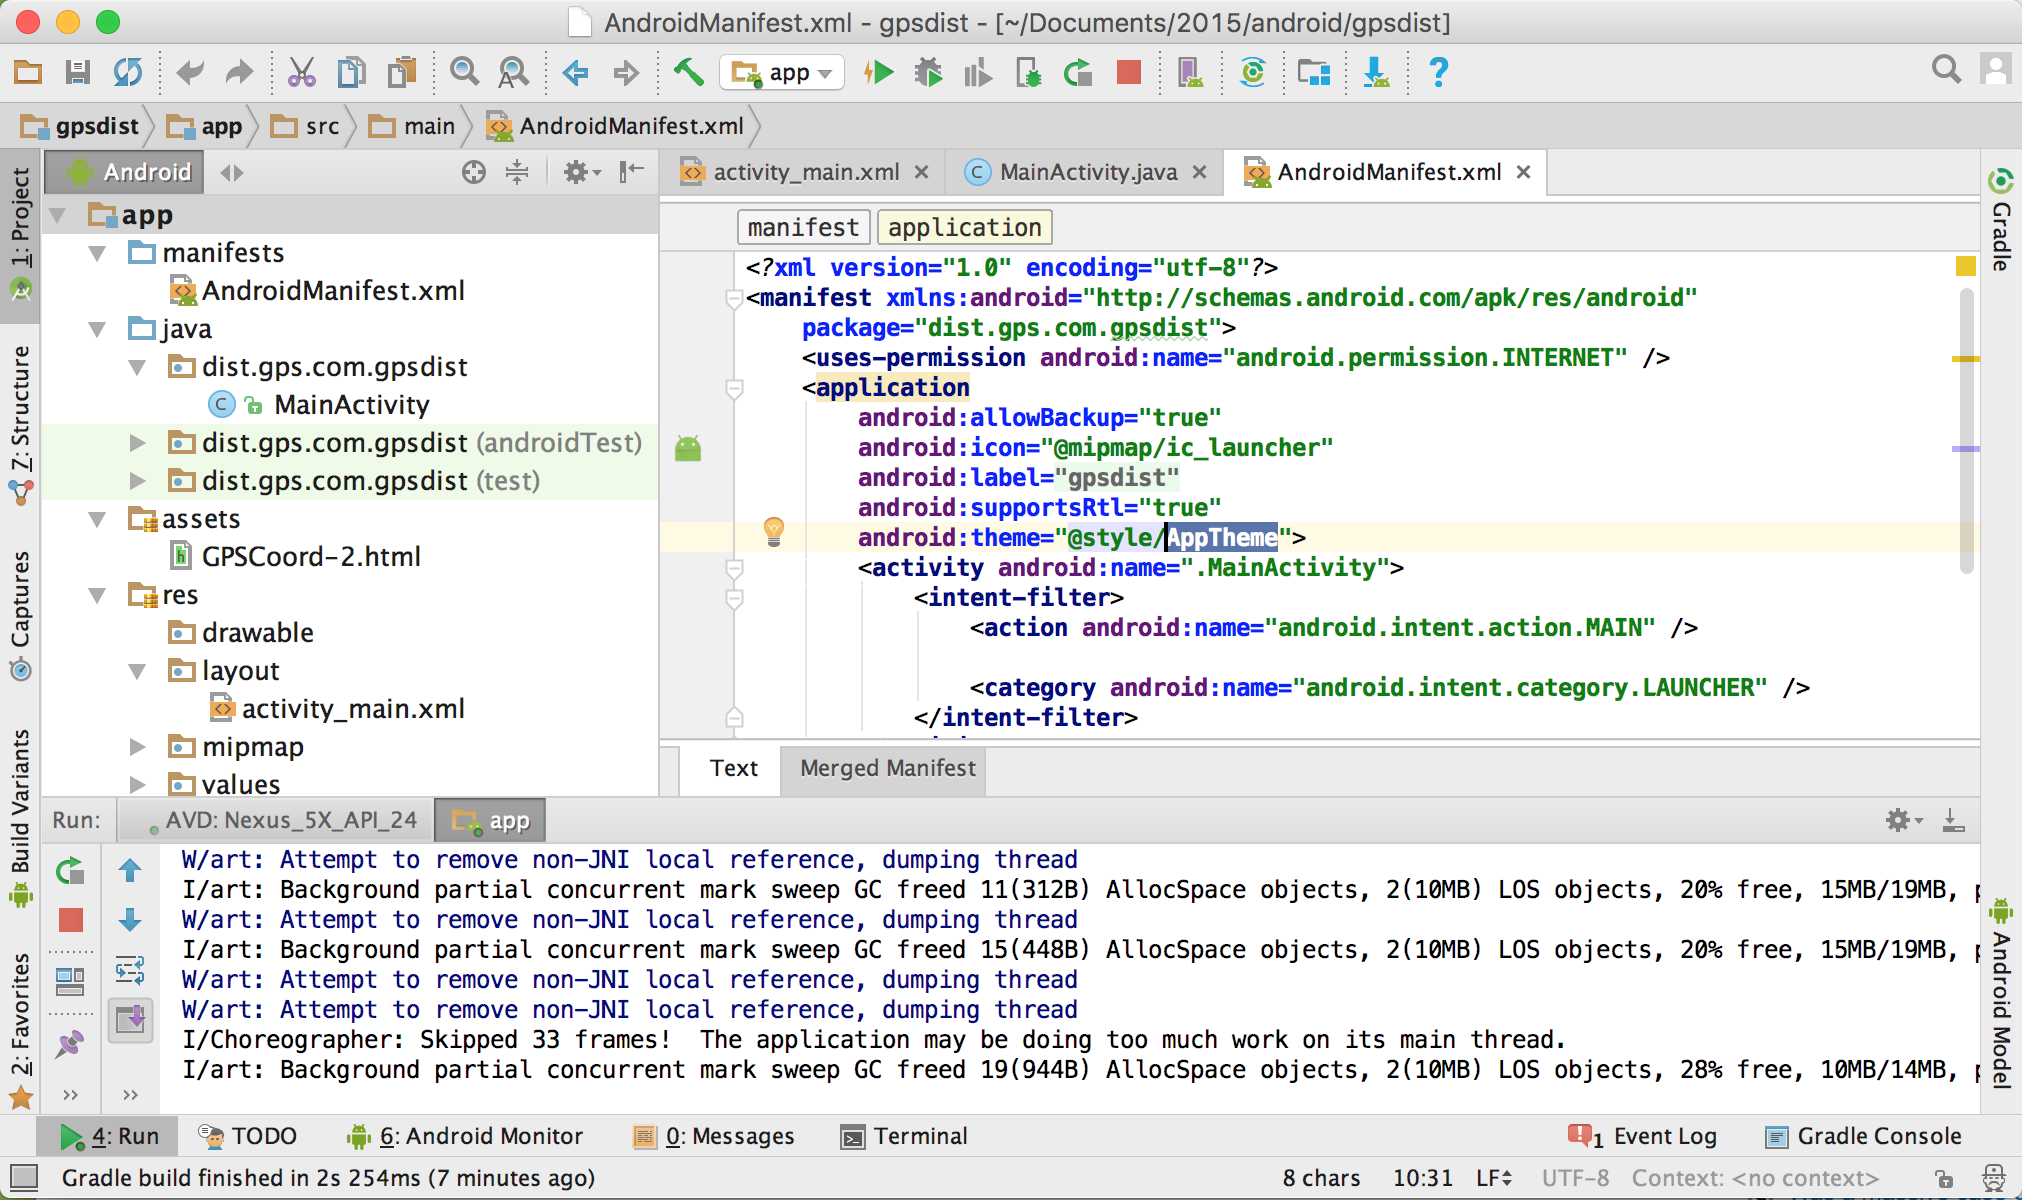 AndroidManifest.xml - gpsdist - [~/Documents/2015/android/gpsdist]
app
gpsdist app src main AndroidManifest.xml
Android
activity_main.xml MainActivity.java AndroidManifest.xml
1: Project
7: Structure
Captures
Build Variants
2: Favorites
app
manifests
AndroidManifest.xml
java
dist.gps.com.gpsdist
MainActivity
dist.gps.com.gpsdist (androidTest)
dist.gps.com.gpsdist (test)
assets
GPSCoord-2.html
res
drawable
layout
activity_main.xml
mipmap
values
manifest application
<?xml version="1.0" encoding="utf-8"?>
<manifest xmlns:android="http://schemas.android.com/apk/res/android"
package="dist.gps.com.gpsdist">
<uses-permission android:name="android.permission.INTERNET" />
<application
android:allowBackup="true"
android:icon="@mipmap/ic_launcher"
android:label="gpsdist"
android:supportsRtl="true"
android:theme="@style/AppTheme">
<activity android:name=".MainActivity">
<intent-filter>
<action android:name="android.intent.action.MAIN" />
<category android:name="android.intent.category.LAUNCHER" />
</intent-filter>
Text Merged Manifest
Gradle
Android Model
Run: AVD: Nexus_5X_API_24 app
W/art: Attempt to remove non-JNI local reference, dumping thread
I/art: Background partial concurrent mark sweep GC freed 11(312B) AllocSpace objects, 2(10MB) LOS objects, 20% free, 15MB/19MB, p
W/art: Attempt to remove non-JNI local reference, dumping thread
I/art: Background partial concurrent mark sweep GC freed 15(448B) AllocSpace objects, 2(10MB) LOS objects, 20% free, 15MB/19MB, p
W/art: Attempt to remove non-JNI local reference, dumping thread
W/art: Attempt to remove non-JNI local reference, dumping thread
I/Choreographer: Skipped 33 frames!  The application may be doing too much work on its main thread.
I/art: Background partial concurrent mark sweep GC freed 19(944B) AllocSpace objects, 2(10MB) LOS objects, 28% free, 10MB/14MB, p
4: Run TODO 6: Android Monitor 0: Messages Terminal 1 Event Log Gradle Console
Gradle build finished in 2s 254ms (7 minutes ago) 8 chars 10:31 LF UTF-8 Context: <no context>